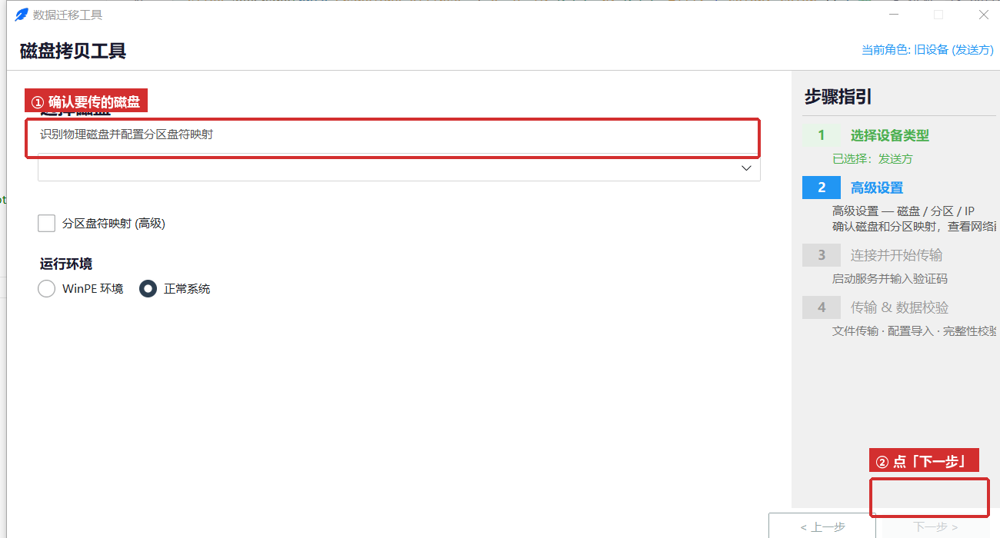 数据迁移工具
磁盘拷贝工具
当前角色: 旧设备 (发送方)
① 确认要传的磁盘
选择磁盘
识别物理磁盘并配置分区盘符映射
分区盘符映射 (高级)
运行环境
WinPE 环境
正常系统
步骤指引
1 选择设备类型
已选择：发送方
2 高级设置
高级设置 — 磁盘 / 分区 / IP
确认磁盘和分区映射，查看网络
3 连接并开始传输
启动服务并输入验证码
4 传输 & 数据校验
文件传输 · 配置导入 · 完整性校验
② 点「下一步」
< 上一步
下一步 >